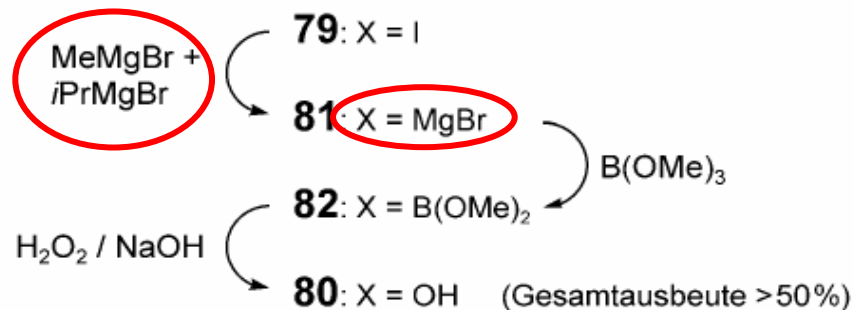 79: X = I
MeMgBr +
iPrMgBr
81: X = MgBr
B(OMe)₃
82: X = B(OMe)₂
H₂O₂ / NaOH
80: X = OH (Gesamtausbeute >50%)